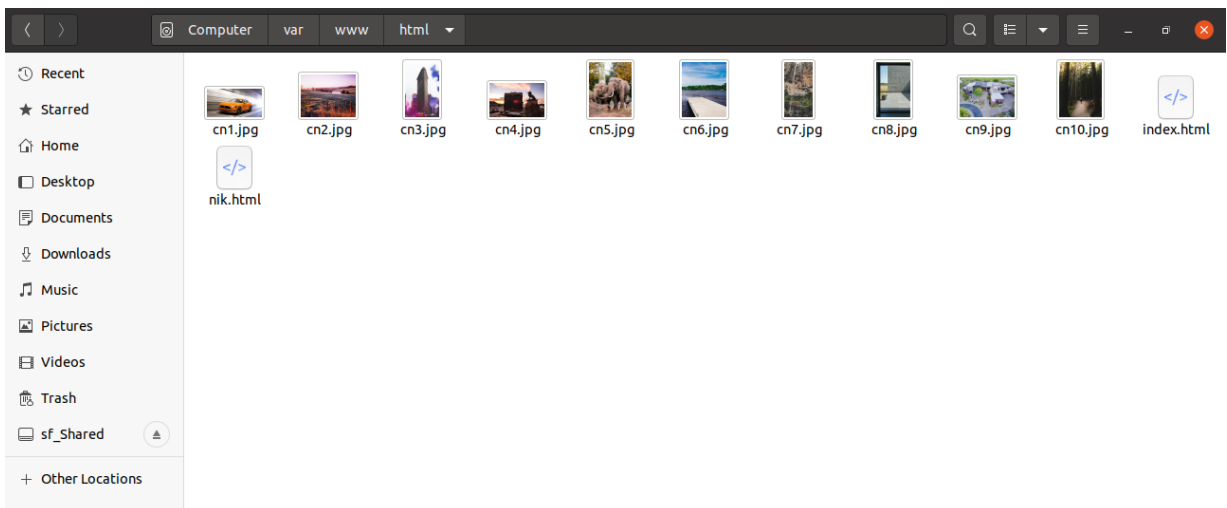 Computer var www html
Recent
Starred
Home
Desktop
Documents
Downloads
Music
Pictures
Videos
Trash
sf_Shared
+ Other Locations
cn1.jpg cn2.jpg cn3.jpg cn4.jpg cn5.jpg cn6.jpg cn7.jpg cn8.jpg cn9.jpg cn10.jpg index.html
nik.html